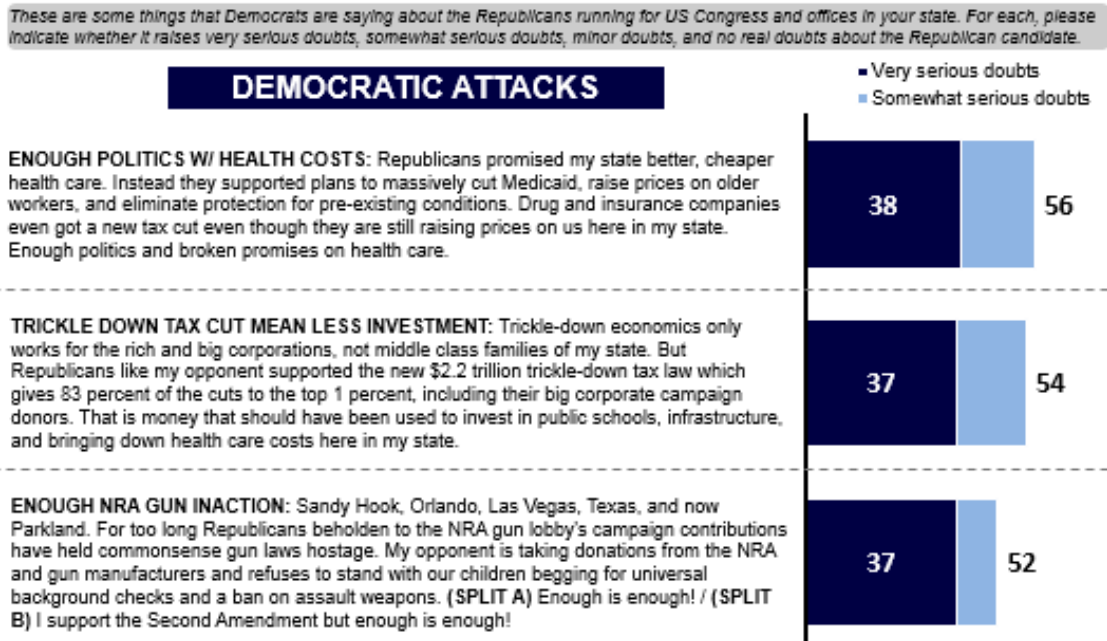 These are some things that Democrats are saying about the Republicans running for US Congress and offices in your state. For each, please
indicate whether it raises very serious doubts, somewhat serious doubts, minor doubts, and no real doubts about the Republican candidate.
DEMOCRATIC ATTACKS
Very serious doubts
Somewhat serious doubts
ENOUGH POLITICS W/ HEALTH COSTS: Republicans promised my state better, cheaper
health care. Instead they supported plans to massively cut Medicaid, raise prices on older
workers, and eliminate protection for pre-existing conditions. Drug and insurance companies
even got a new tax cut even though they are still raising prices on us here in my state.
Enough politics and broken promises on health care.
38
56
TRICKLE DOWN TAX CUT MEAN LESS INVESTMENT: Trickle-down economics only
works for the rich and big corporations, not middle class families of my state. But
Republicans like my opponent supported the new $2.2 trillion trickle-down tax law which
gives 83 percent of the cuts to the top 1 percent, including their big corporate campaign
donors. That is money that should have been used to invest in public schools, infrastructure,
and bringing down health care costs here in my state.
37
54
ENOUGH NRA GUN INACTION: Sandy Hook, Orlando, Las Vegas, Texas, and now
Parkland. For too long Republicans beholden to the NRA gun lobby's campaign contributions
have held commonsense gun laws hostage. My opponent is taking donations from the NRA
and gun manufacturers and refuses to stand with our children begging for universal
background checks and a ban on assault weapons. (SPLIT A) Enough is enough! / (SPLIT
B) I support the Second Amendment but enough is enough!
37
52